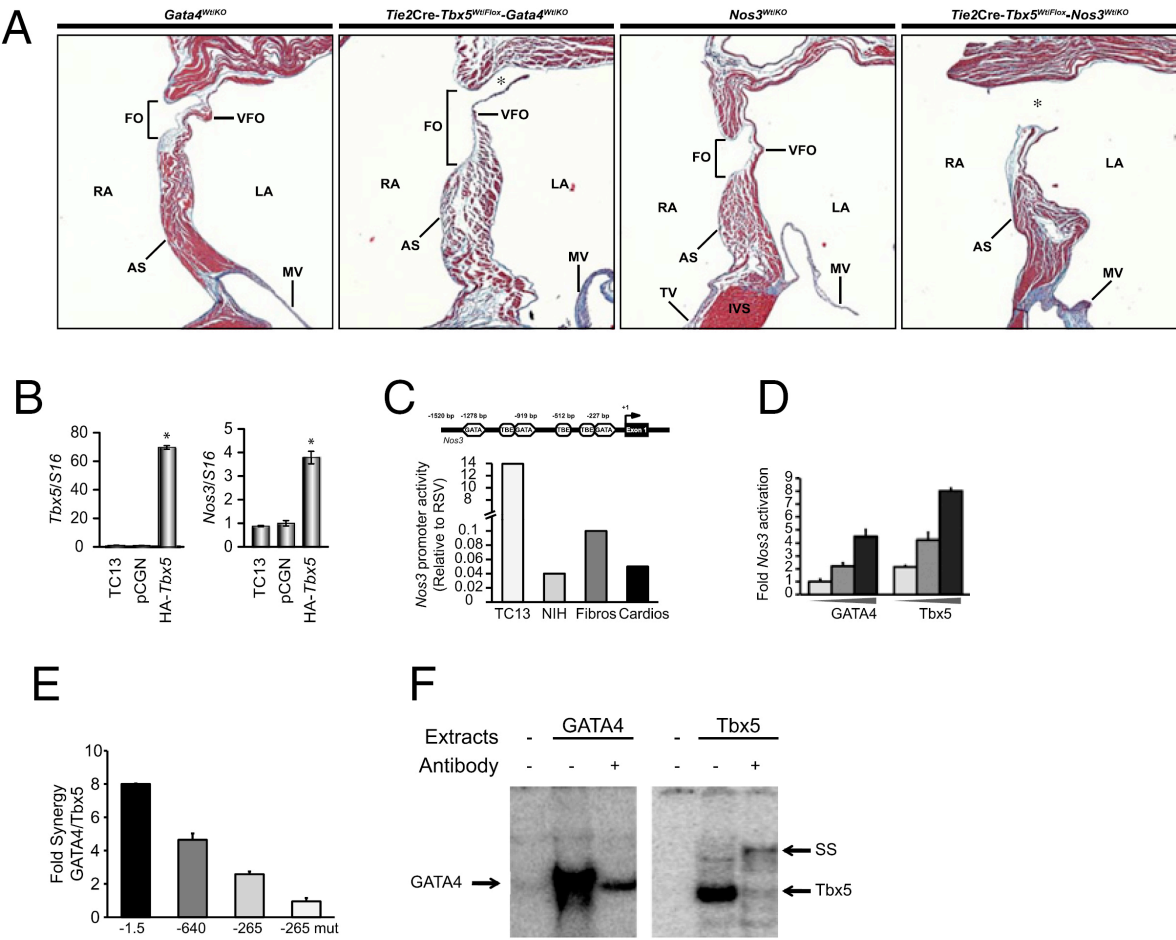 A
Gata4Wt/KO
Tie2Cre-Tbx5Wt/Flox-Gata4Wt/KO
Nos3Wt/KO
Tie2Cre-Tbx5Wt/Flox-Nos3Wt/KO
FO
VFO
RA
LA
AS
MV
*
FO
VFO
RA
LA
AS
MV
FO
VFO
RA
LA
AS
MV
TV
IVS
*
RA
LA
AS
MV
B
Tbx5/S16
80
60
40
20
0
*
TC13
pCGN
HA-Tbx5
Nos3/S16
5
4
3
2
1
0
*
TC13
pCGN
HA-Tbx5
C
-1520 bp
-1278 bp
-919 bp
-512 bp
-227 bp
+1
GATA
TBE
GATA
TBE
TBE
GATA
Exon 1
Nos3
Nos3 promoter activity
(Relative to RSV)
14
12
10
8
0.1
0.08
0.06
0.04
0.02
0
TC13
NIH
Fibros
Cardios
D
Fold Nos3 activation
9
8
7
6
5
4
3
2
1
0
GATA4
Tbx5
E
Fold Synergy
GATA4/Tbx5
10
8
6
4
2
0
-1.5
-640
-265
-265 mut
F
Extracts - GATA4 - Tbx5
Antibody - - + - - +
GATA4
SS
Tbx5